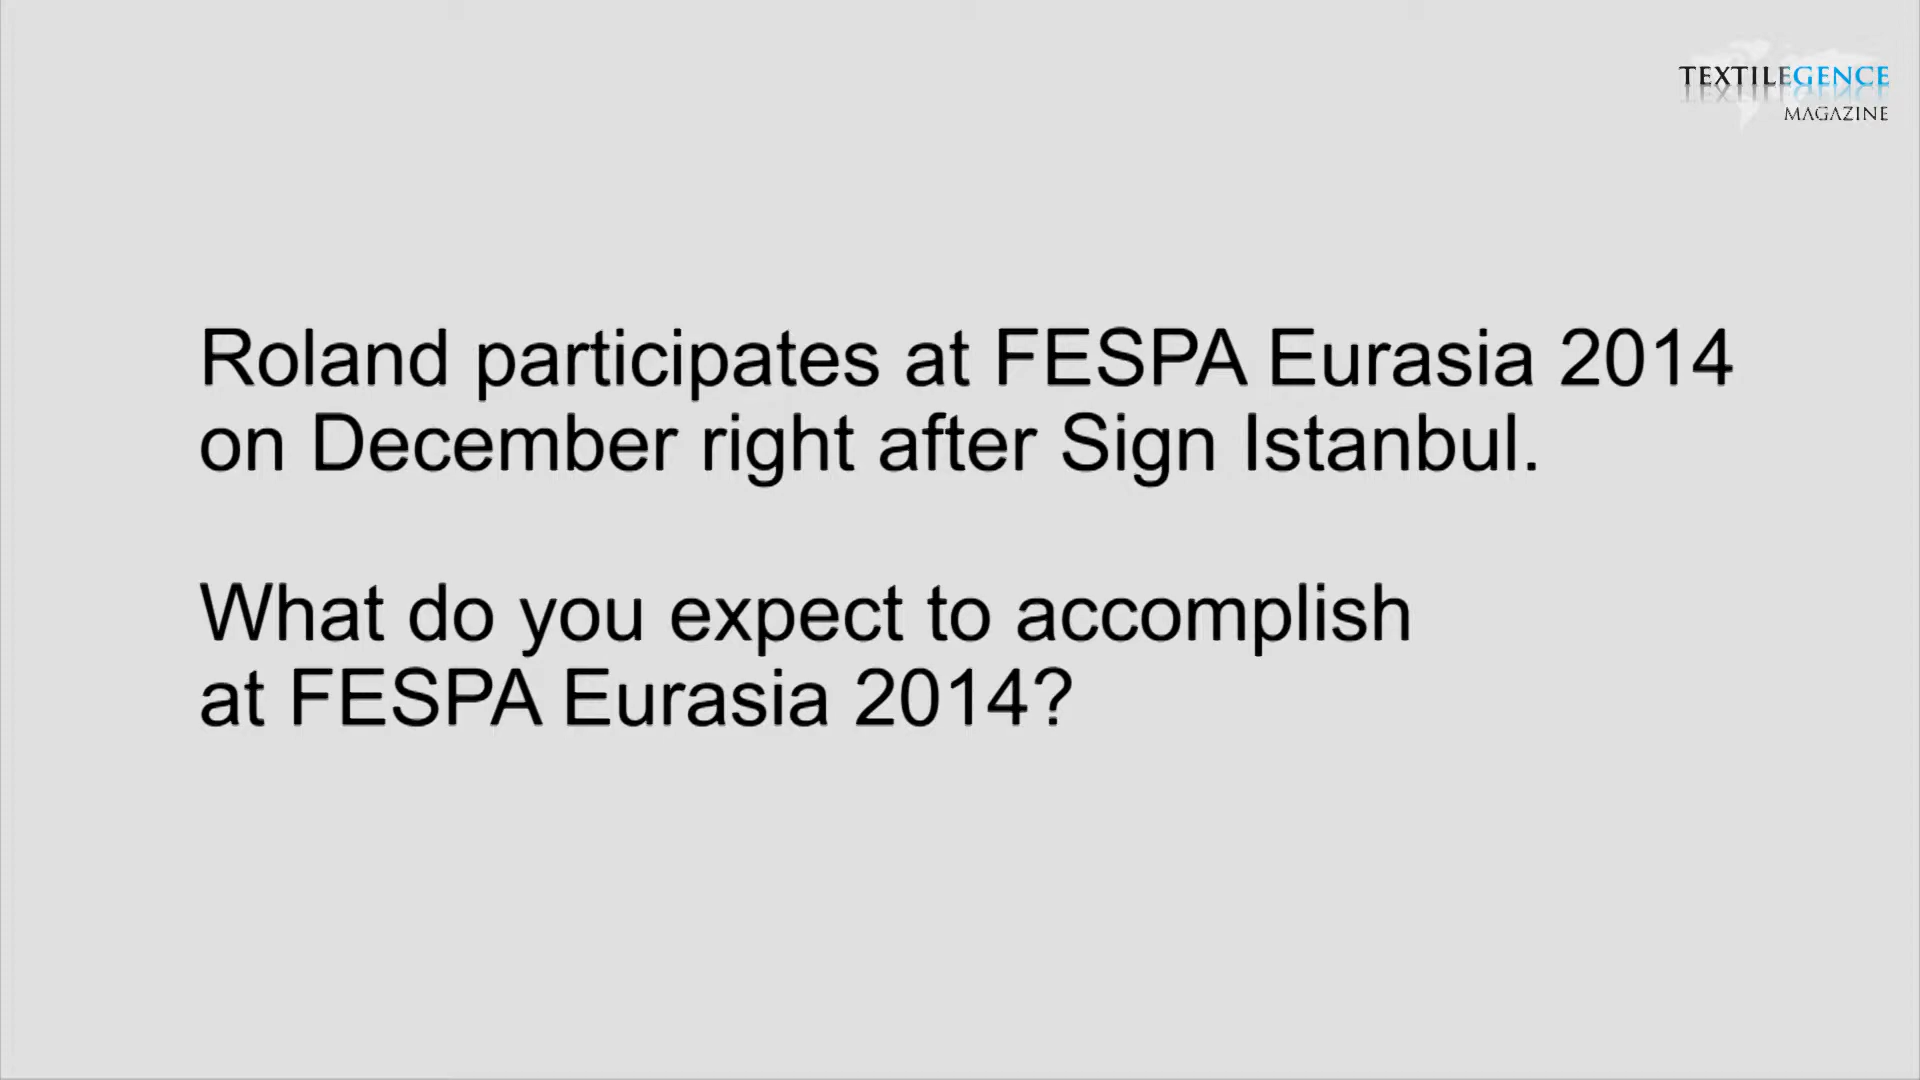 TEXTILEGENCE
MAGAZINE
Roland participates at FESPA Eurasia 2014
on December right after Sign Istanbul.
What do you expect to accomplish
at FESPA Eurasia 2014?